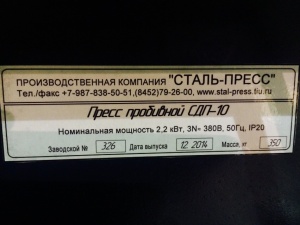 ПРОИЗВОДСТВЕННАЯ КОМПАНИЯ "СТАЛЬ-ПРЕСС"
Тел./факс +7-987-838-50-51,(8452)79-26-00, www.stal-press.tiu.ru
Пресс пробивной СДП-10
Номинальная мощность 2,2 кВт, 3N≈ 380В, 50Гц, IP20
Заводской № 326 Дата выпуска 12. 2014 Масса, кг 350